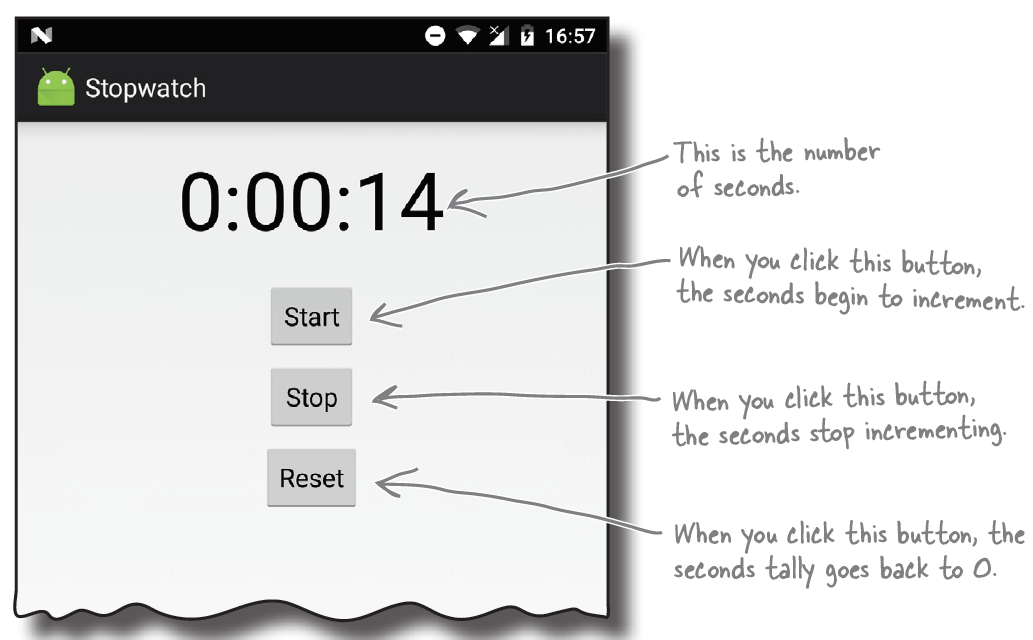 16:57
Stopwatch
0:00:14
This is the number
of seconds.
Start
When you click this button,
the seconds begin to increment.
Stop
When you click this button,
the seconds stop incrementing.
Reset
When you click this button, the
seconds tally goes back to 0.